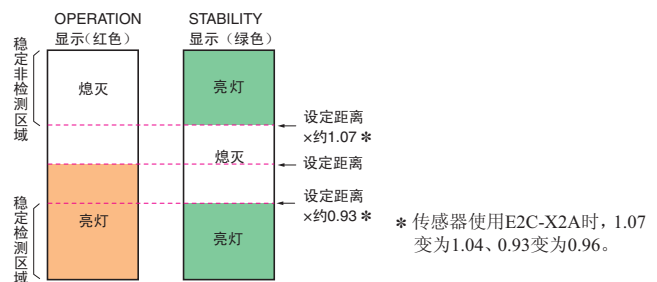 OPERATION
显示（红色）
STABILITY
显示（绿色）
稳定非检测区域
熄灭
亮灯
设定距离
×约1.07＊
熄灭
设定距离
设定距离
×约0.93＊
稳定检测区域
亮灯
亮灯
＊传感器使用E2C-X2A时，1.07
变为1.04、0.93变为0.96。